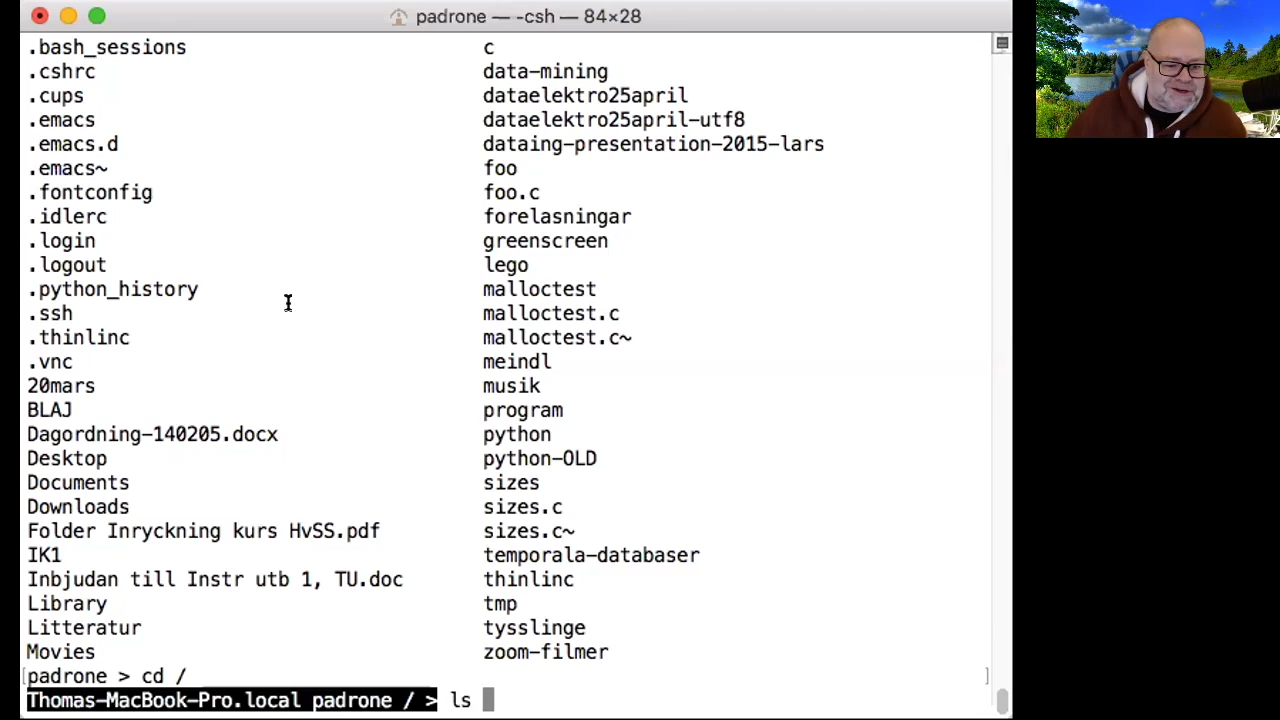 padrone — -csh — 84×28
.bash_sessions c
.cshrc data-mining
.cups dataelektro25april
.emacs dataelektro25april-utf8
.emacs.d dataing-presentation-2015-lars
.emacs~ foo
.fontconfig foo.c
.idlerc forelasningar
.login greenscreen
.logout lego
.python_history malloctest
.ssh malloctest.c
.thinlinc malloctest.c~
.vnc meindl
20mars musik
BLAJ program
Dagordning-140205.docx python
Desktop python-OLD
Documents sizes
Downloads sizes.c
Folder Inryckning kurs HvSS.pdf sizes.c~
IK1 temporala-databaser
Inbjudan till Instr utb 1, TU.doc thinlinc
Library tmp
Litteratur tysslinge
Movies zoom-filmer
[padrone > cd / ]
Thomas-MacBook-Pro.local padrone / > ls